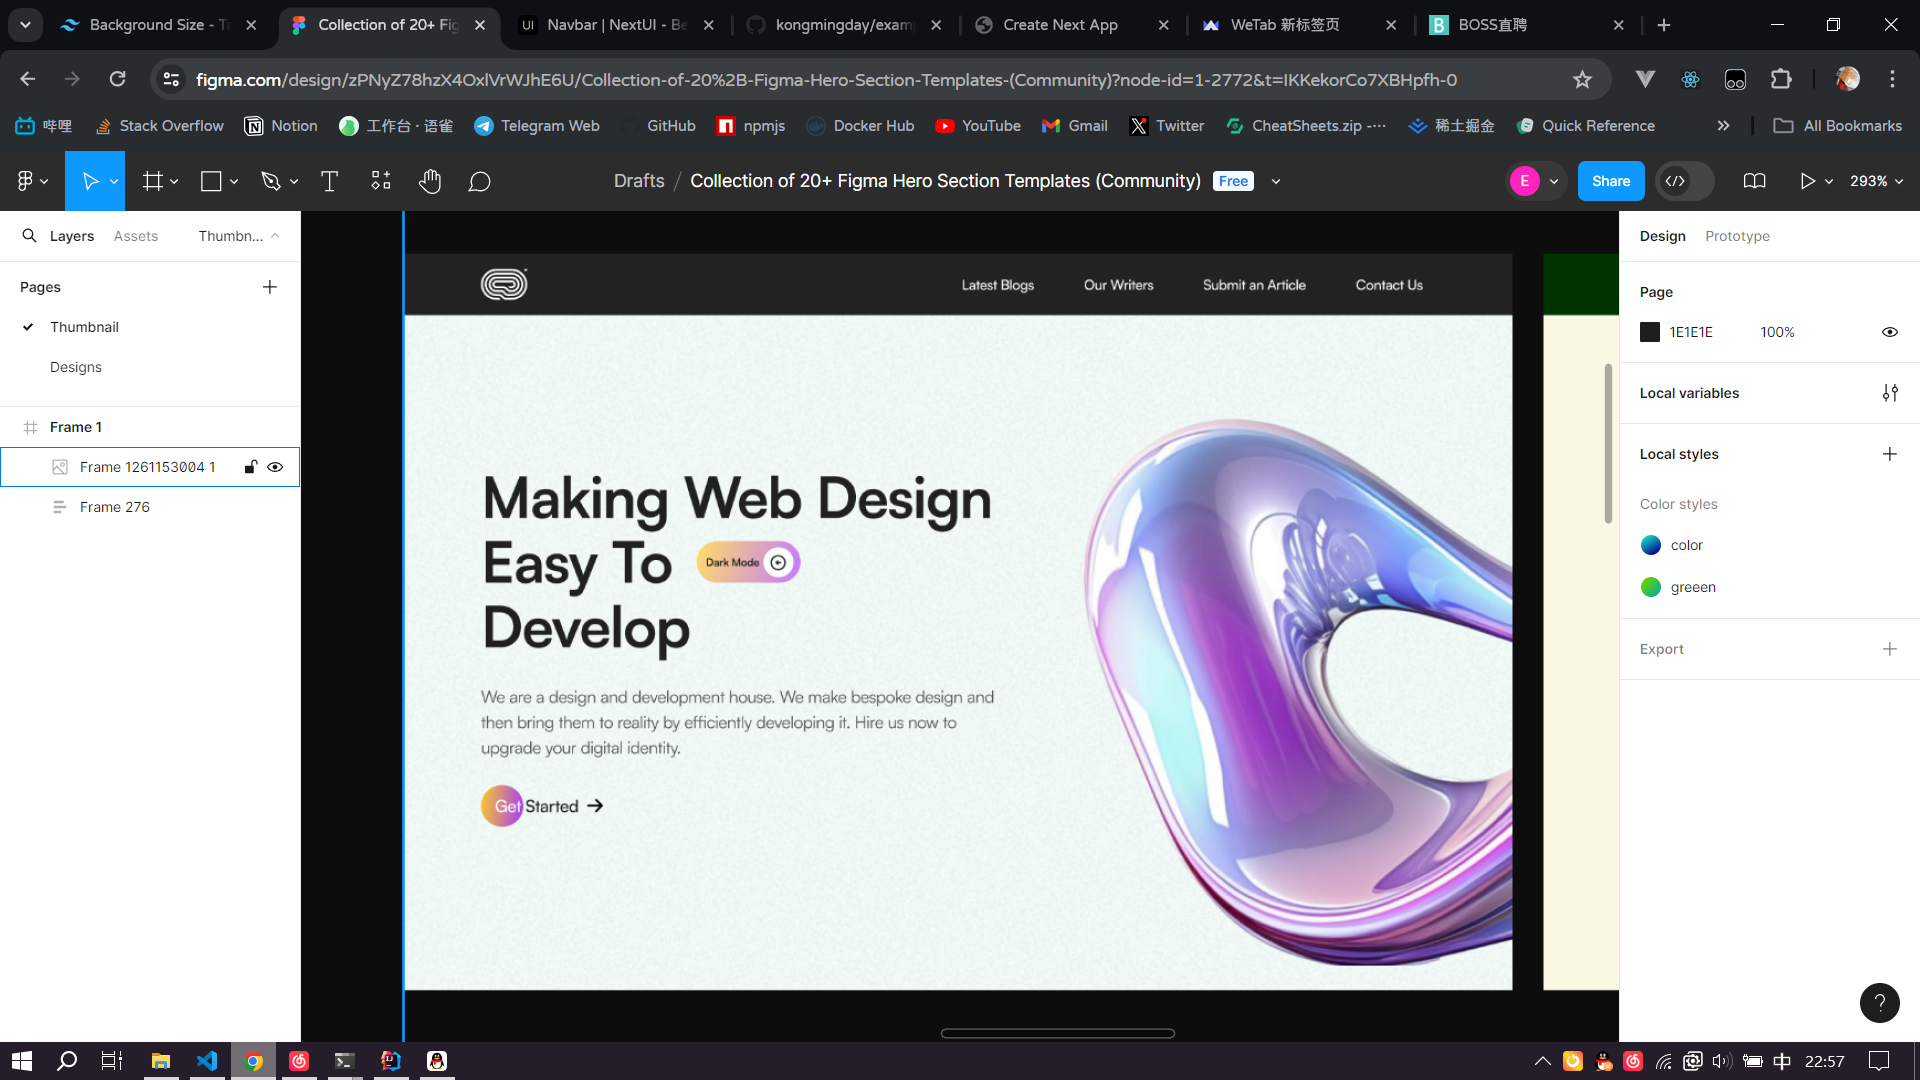 Background Size - T
Collection of 20+ Fig
Navbar | NextUI - Be
kongmingday/exam
Create Next App
WeTab 新标签页
BOSS直聘
figma.com/design/zPNyZ78hzX4OxlVrWJhE6U/Collection-of-20%2B-Figma-Hero-Section-Templates-(Community)?node-id=1-2772&t=IKKekorCo7XBHpfh-0
哔哩
Stack Overflow
Notion
工作台 · 语雀
Telegram Web
GitHub
npmjs
Docker Hub
YouTube
Gmail
Twitter
CheatSheets.zip -···
稀土掘金
Quick Reference
All Bookmarks
Drafts / Collection of 20+ Figma Hero Section Templates (Community)
Free
E
Share
293%
Layers
Assets
Thumbn...
Pages
Thumbnail
Designs
Frame 1
Frame 1261153004 1
Frame 276
Latest Blogs
Our Writers
Submit an Article
Contact Us
Making Web Design
Easy To
Dark Mode
Develop
We are a design and development house. We make bespoke design and
then bring them to reality by efficiently developing it. Hire us now to
upgrade your digital identity.
Get Started
Design
Prototype
Page
1E1E1E
100%
Local variables
Local styles
Color styles
color
greeen
Export
?
中
22:57